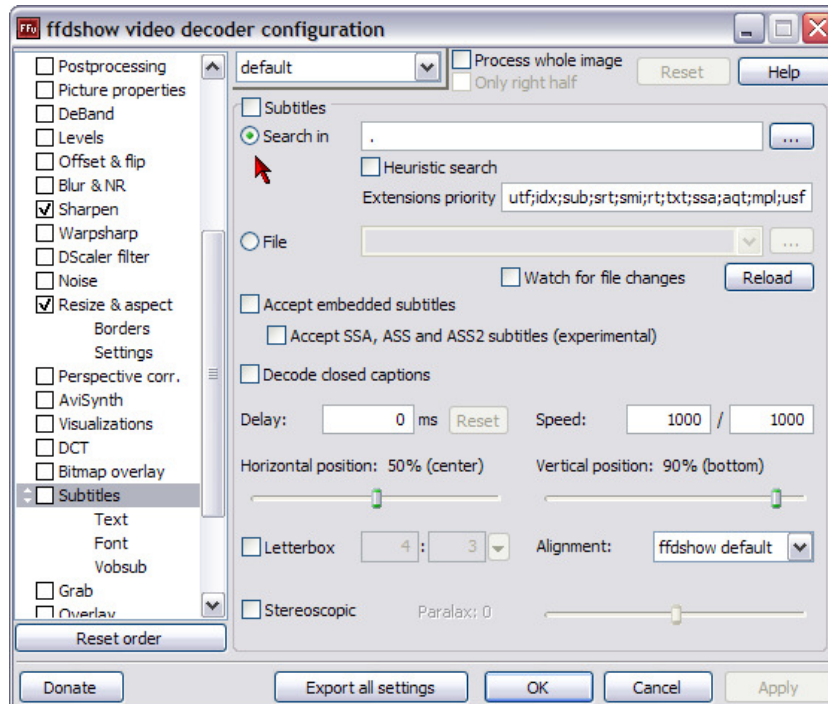 FFv ffdshow video decoder configuration
Postprocessing
Picture properties
DeBand
Levels
Offset & flip
Blur & NR
Sharpen
Warpsharp
DScaler filter
Noise
Resize & aspect
Borders
Settings
Perspective corr.
AviSynth
Visualizations
DCT
Bitmap overlay
Subtitles
Text
Font
Vobsub
Grab
Overlay
Reset order
default
Process whole image
Only right half
Reset
Help
Subtitles
Search in . ...
Heuristic search
Extensions priority utf;idx;sub;srt;smi;rt;txt;ssa;aqt;mpl;usf
File ...
Watch for file changes Reload
Accept embedded subtitles
Accept SSA, ASS and ASS2 subtitles (experimental)
Decode closed captions
Delay: 0 ms Reset Speed: 1000 / 1000
Horizontal position: 50% (center) Vertical position: 90% (bottom)
Letterbox 4 : 3 Alignment: ffdshow default
Stereoscopic Paralax: 0
Donate Export all settings OK Cancel Apply